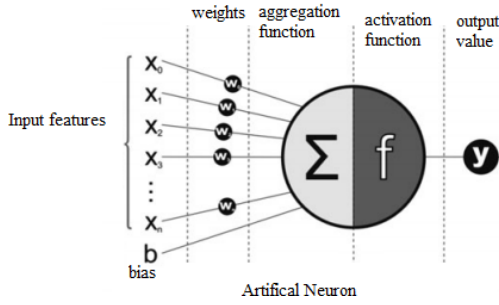 weights
aggregation
function
activation
function
output
value
Input features
X₀
X₁
X₂
X₃
Xₙ
b
bias
w
w
w
w
w
Σ
f
y
Artifical Neuron